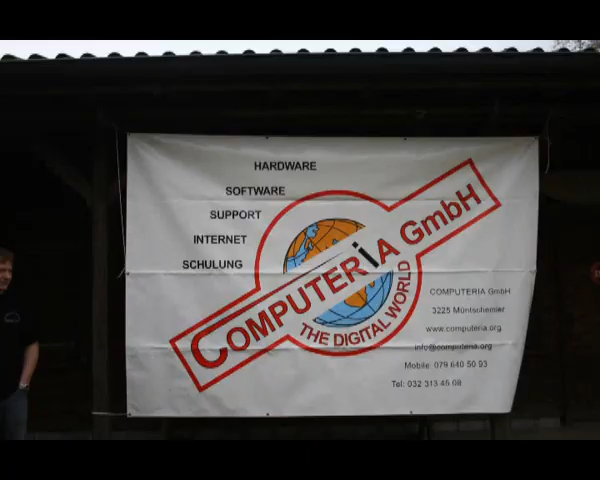 HARDWARE
SOFTWARE
SUPPORT
INTERNET
SCHULUNG
COMPUTERiA GmbH
THE DIGITAL WORLD
COMPUTERIA GmbH
3225 Müntschemier
www.computeria.org
info@computeria.org
Mobile: 079 640 50 93
Tel: 032 313 45 08